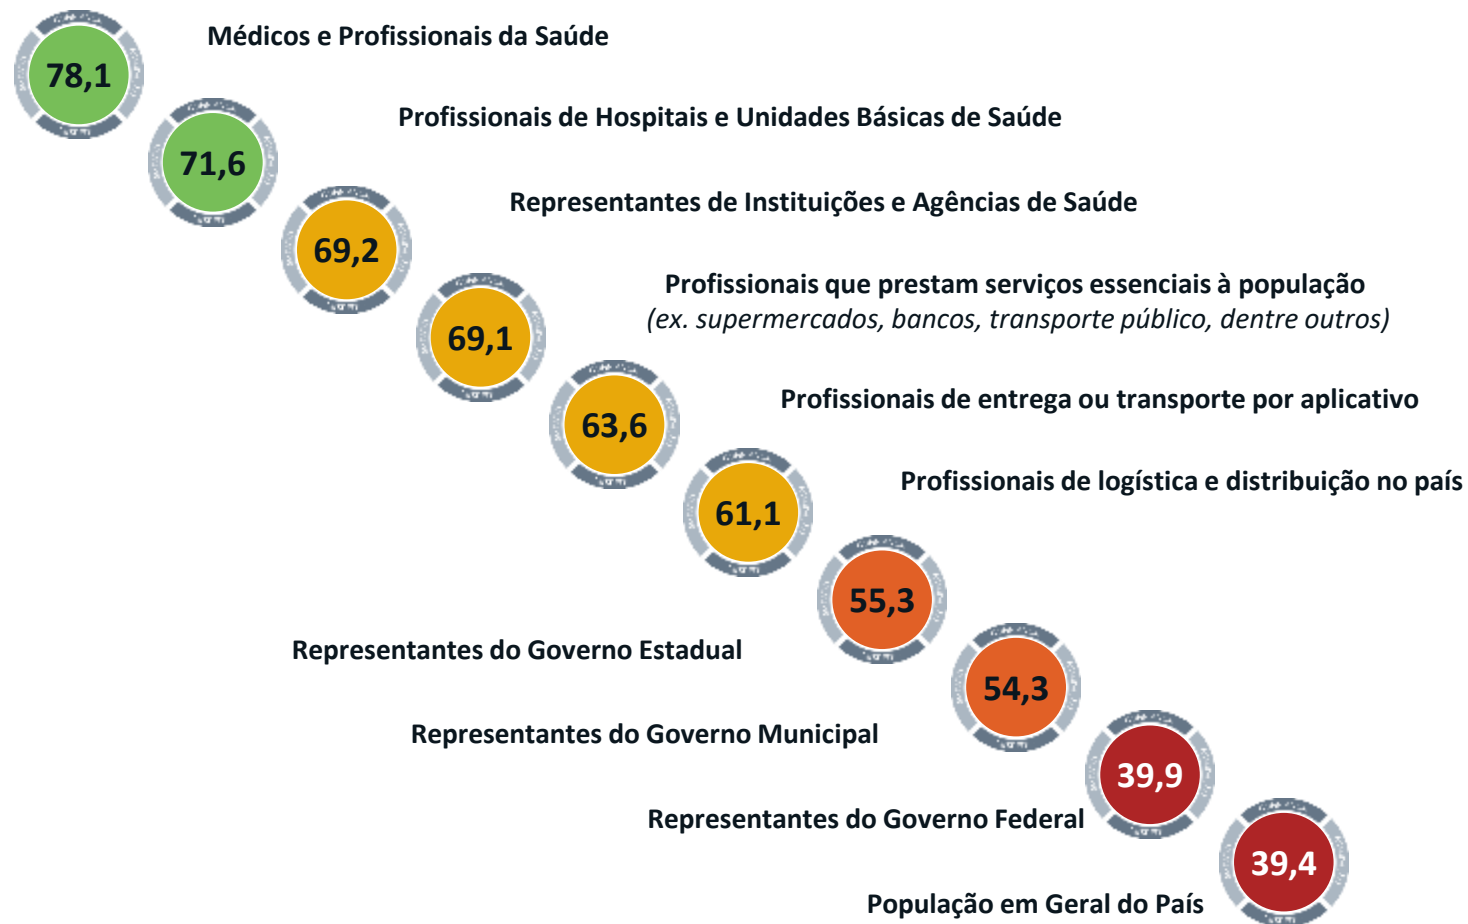 Médicos e Profissionais da Saúde
78,1
Profissionais de Hospitais e Unidades Básicas de Saúde
71,6
Representantes de Instituições e Agências de Saúde
69,2
Profissionais que prestam serviços essenciais à população
(ex. supermercados, bancos, transporte público, dentre outros)
69,1
Profissionais de entrega ou transporte por aplicativo
63,6
Profissionais de logística e distribuição no país
61,1
55,3
Representantes do Governo Estadual
54,3
Representantes do Governo Municipal
39,9
Representantes do Governo Federal
39,4
População em Geral do País